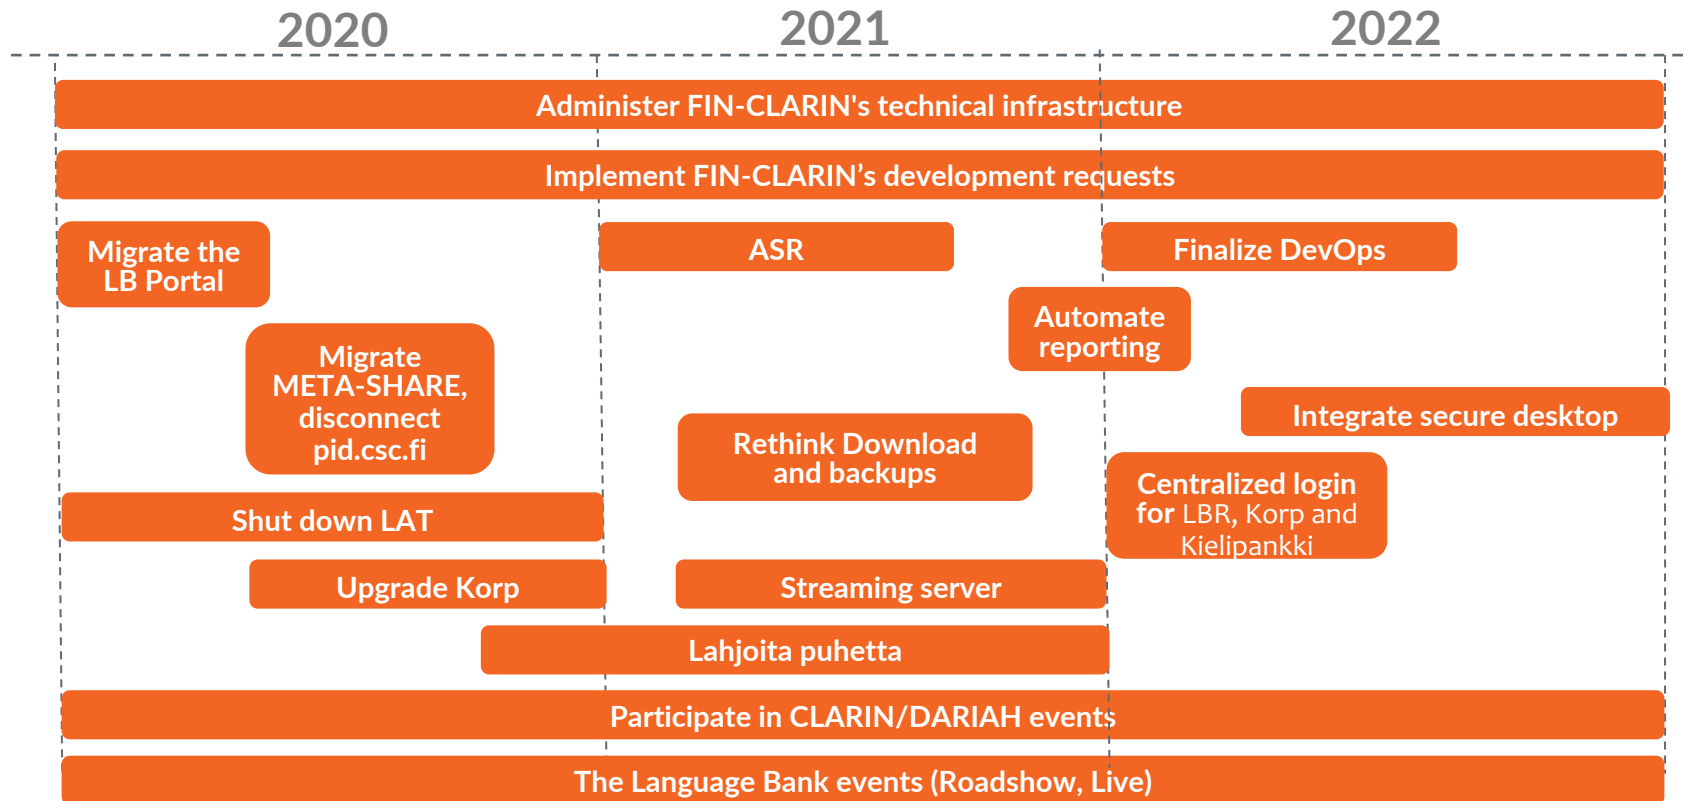 2020
2021
2022
Administer FIN-CLARIN's technical infrastructure
Implement FIN-CLARIN’s development requests
Migrate the
LB Portal
ASR
Finalize DevOps
Automate
reporting
Migrate
META-SHARE,
disconnect
pid.csc.fi
Integrate secure desktop
Rethink Download
and backups
Centralized login
for LBR, Korp and
Kielipankki
Shut down LAT
Upgrade Korp
Streaming server
Lahjoita puhetta
Participate in CLARIN/DARIAH events
The Language Bank events (Roadshow, Live)